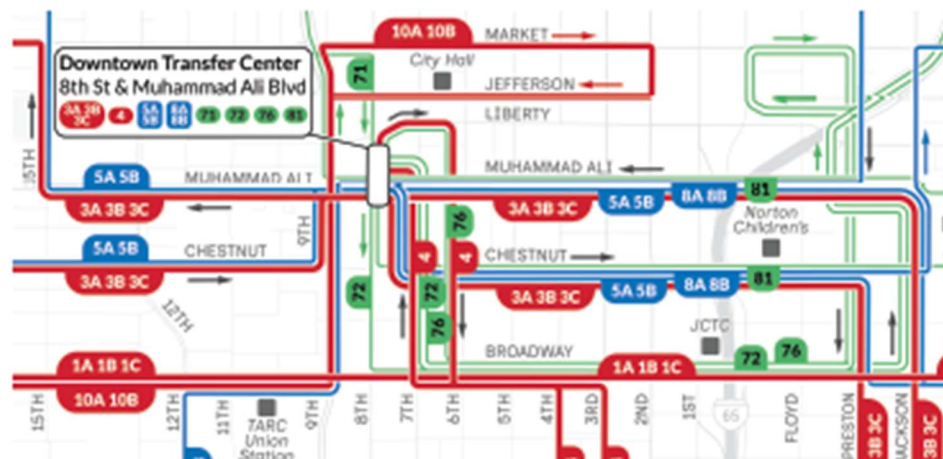 10A 10B
MARKET
Downtown Transfer Center
8th St & Muhammad Ali Blvd
3A 3B
3C
4
5A
5B
8A
8B
71
72
76
81
71
City Hall
JEFFERSON
LIBERTY
15TH
5A 5B
MUHAMMAD ALI
MUHAMMAD ALI
81
3A 3B 3C
3A 3B 3C
5A 5B
8A 8B
76
Norton
Children's
9TH
5A 5B
CHESTNUT
4
4
CHESTNUT
81
3A 3B 3C
72
72
3A 3B 3C
5A 5B
8A 8B
12TH
76
JCTC
BROADWAY
72
76
1A 1B 1C
1A 1B 1C
10A 10B
15TH
12TH
11TH
TARC
Union
Station
9TH
8TH
7TH
6TH
5TH
4TH
3RD
2ND
1ST
65
FLOYD
PRESTON
3B 3C
JACKSON
3B 3C